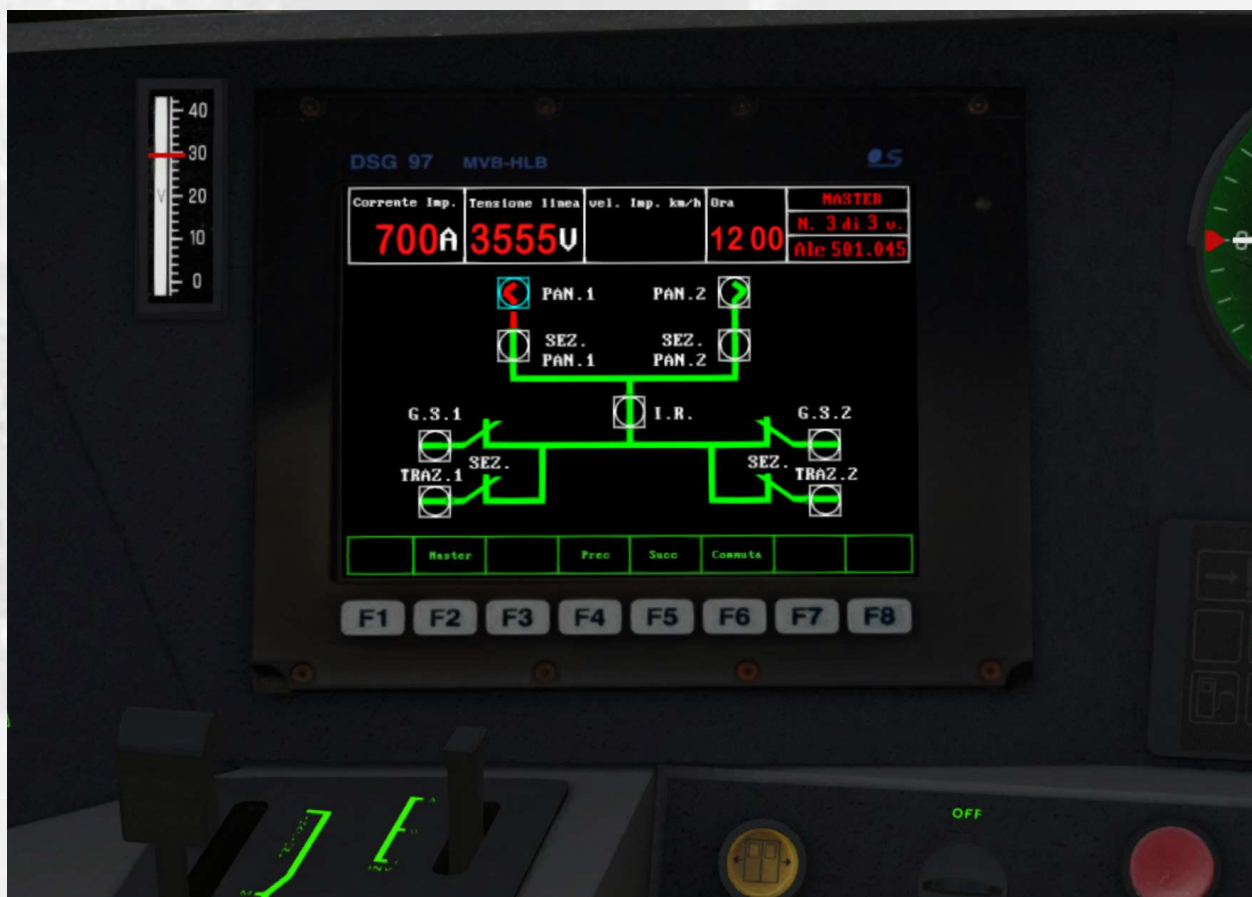 40
30
V
20
10
0
DSG 97 MVB-HLB
Corrente Imp. Tensione linea vel. Imp. km/h Ora MASTER
700A 3555V 12 00 N. 3 di 3 v.
Ale 501.045
PAN.1 PAN.2
SEZ. SEZ.
PAN.1 PAN.2
I.R.
G.S.1 G.S.2
SEZ. SEZ.
TRAZ.1 TRAZ.2
Master Prec Succ Commuta
F1 F2 F3 F4 F5 F6 F7 F8
OFF
A
0
INV